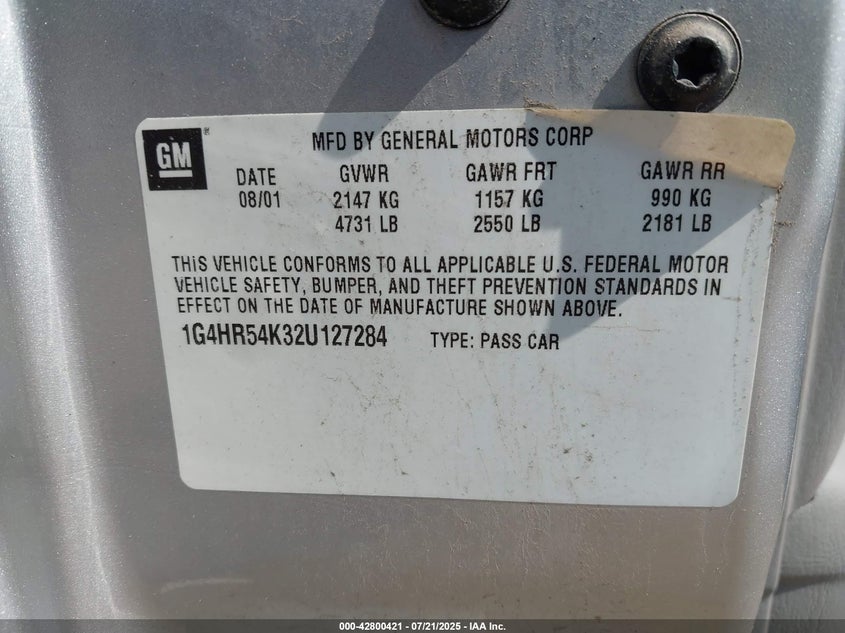 GM
MFD BY GENERAL MOTORS CORP
DATE GVWR GAWR FRT GAWR RR
08/01 2147 KG 1157 KG 990 KG
4731 LB 2550 LB 2181 LB
THIS VEHICLE CONFORMS TO ALL APPLICABLE U.S. FEDERAL MOTOR
VEHICLE SAFETY, BUMPER, AND THEFT PREVENTION STANDARDS IN
EFFECT ON THE DATE OF MANUFACTURE SHOWN ABOVE.
1G4HR54K32U127284 TYPE: PASS CAR
000-42800421 - 07/21/2025 - IAA Inc.